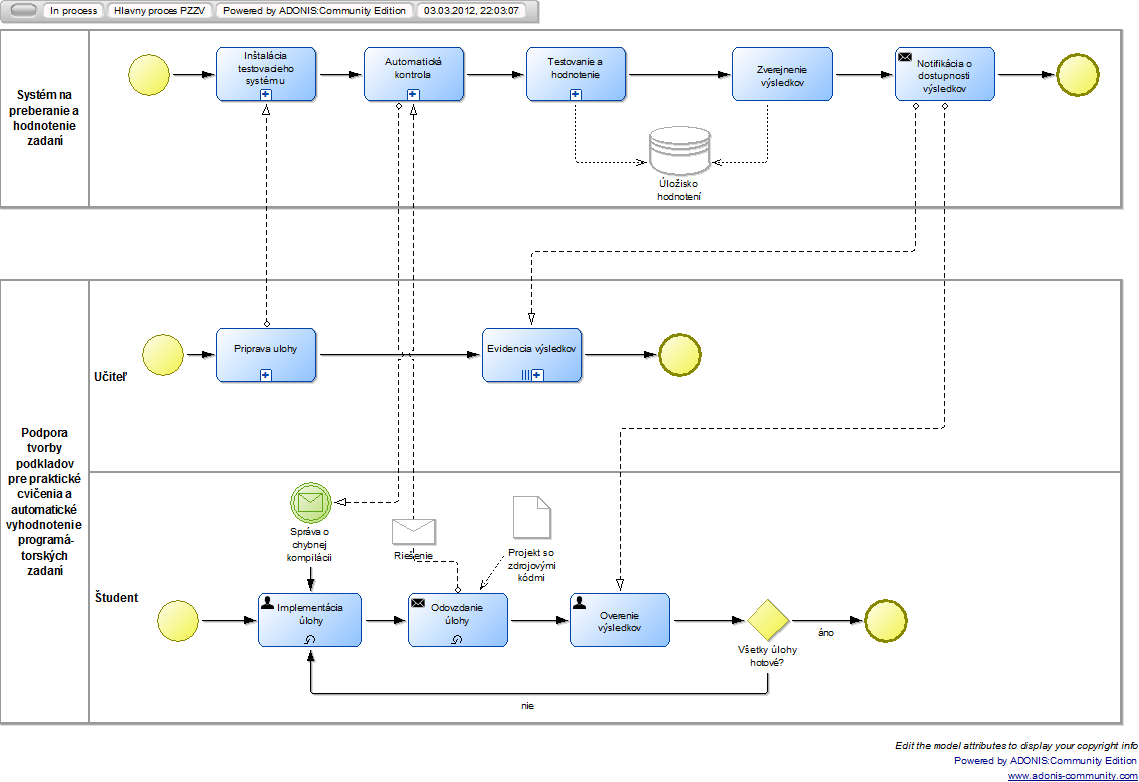 In process
Hlavny proces PZZV
Powered by ADONIS:Community Edition
03.03.2012, 22:03:07
Systém na
preberanie a
hodnotenie
zadaní
Inštalácia
testovacieho
systému
Automatická
kontrola
Testovanie a
hodnotenie
Zverejnenie
výsledkov
Notifikácia o
dostupnosti
výsledkov
Úložisko
hodnotení
Podpora
tvorby
podkladov
pre praktické
cvičenia a
automatické
vyhodnotenie
programá-
torských
zadaní
Učiteľ
Príprava ulohy
Evidencia výsledkov
Študent
Správa o
chybnej
kompilácii
Riešenie
Projekt so
zdrojovými
kódmi
Implementácia
úlohy
Odovzdanie
úlohy
Overenie
výsledkov
Všetky úlohy
hotové?
áno
nie
Edit the model attributes to display your copyright info
Powered by ADONIS:Community Edition
www.adonis-community.com